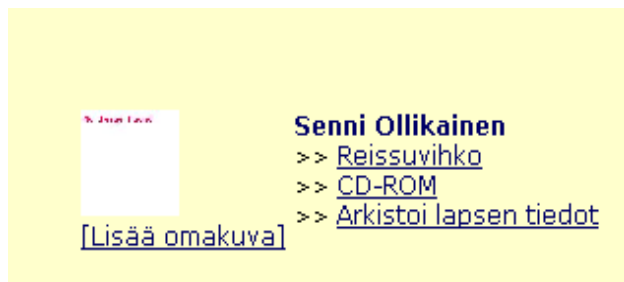 Senni Ollikainen
>> Reissuvihko
>> CD-ROM
>> Arkistoi lapsen tiedot
[Lisää omakuva]